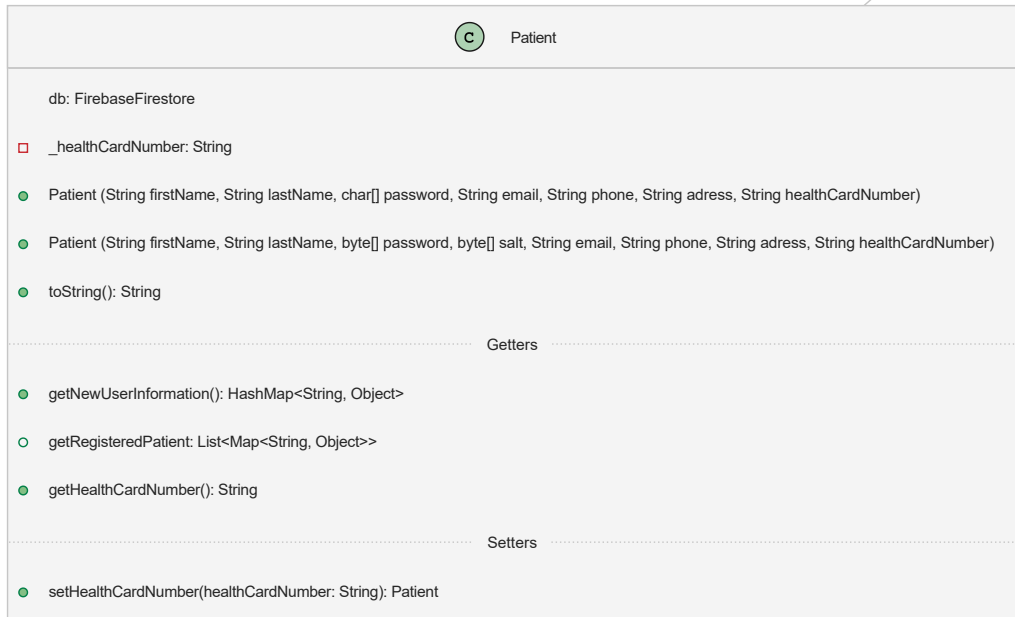 C Patient
db: FirebaseFirestore
_healthCardNumber: String
Patient (String firstName, String lastName, char[] password, String email, String phone, String adress, String healthCardNumber)
Patient (String firstName, String lastName, byte[] password, byte[] salt, String email, String phone, String adress, String healthCardNumber)
toString(): String
Getters
getNewUserInformation(): HashMap<String, Object>
getRegisteredPatient: List<Map<String, Object>>
getHealthCardNumber(): String
Setters
setHealthCardNumber(healthCardNumber: String): Patient